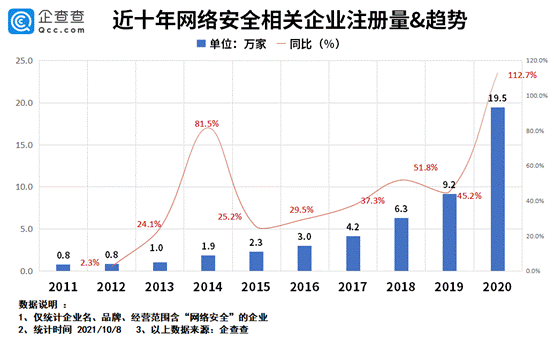 企查查
Qcc.com
近十年网络安全相关企业注册量&趋势
单位：万家 同比（%）
25.0 120.0%
112.7%
100.0%
20.0 19.5
81.5%
80.0%
15.0
60.0%
51.8%
10.0 9.2
45.2%
40.0%
37.3%
29.5%
24.1% 25.2%
6.3
5.0
4.2
20.0%
3.0
2.3
1.9
0.8 0.8 1.0
2.3%
0.0 0.0%
2011 2012 2013 2014 2015 2016 2017 2018 2019 2020
数据说明 ：
1、仅统计企业名、品牌、经营范围含“网络安全”的企业
2、统计时间 2021/10/8 3、以上数据来源：企查查